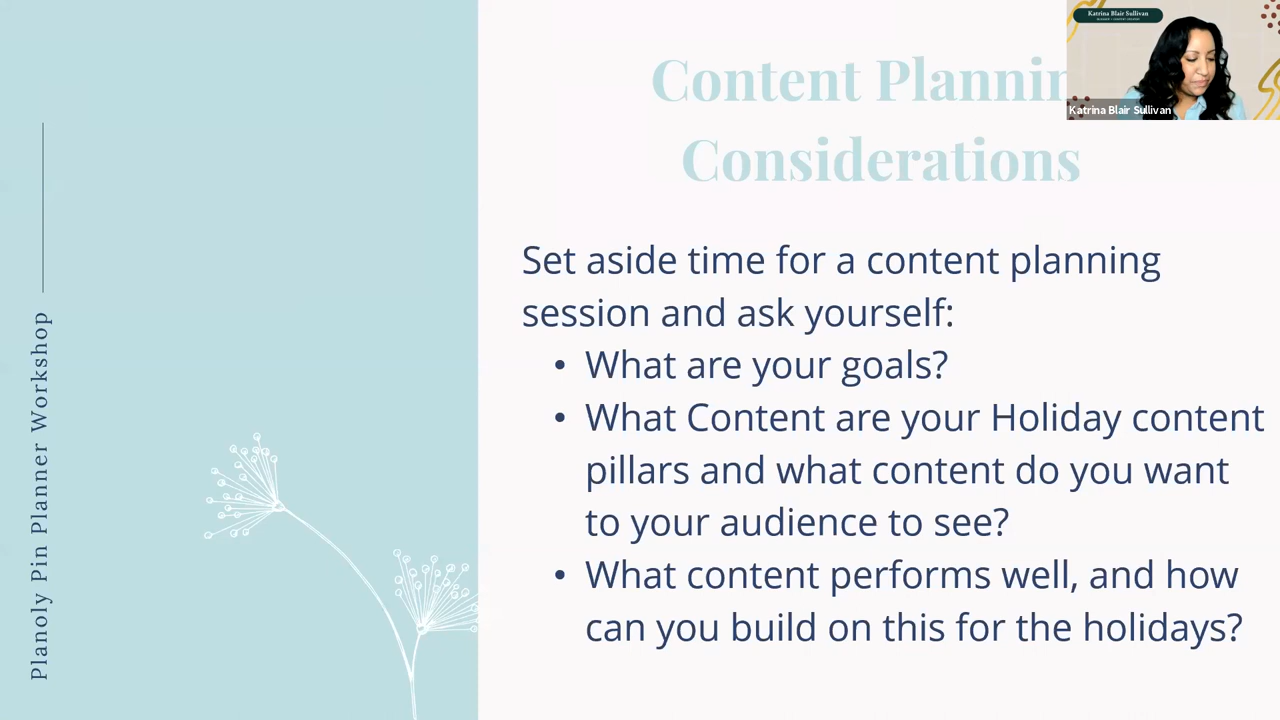 Content Plannin
Considerations
Katrina Blair Sullivan
Katrina Blair Sullivan
Set aside time for a content planning
session and ask yourself:
• What are your goals?
• What Content are your Holiday content
pillars and what content do you want
to your audience to see?
• What content performs well, and how
can you build on this for the holidays?
Planoly Pin Planner Workshop